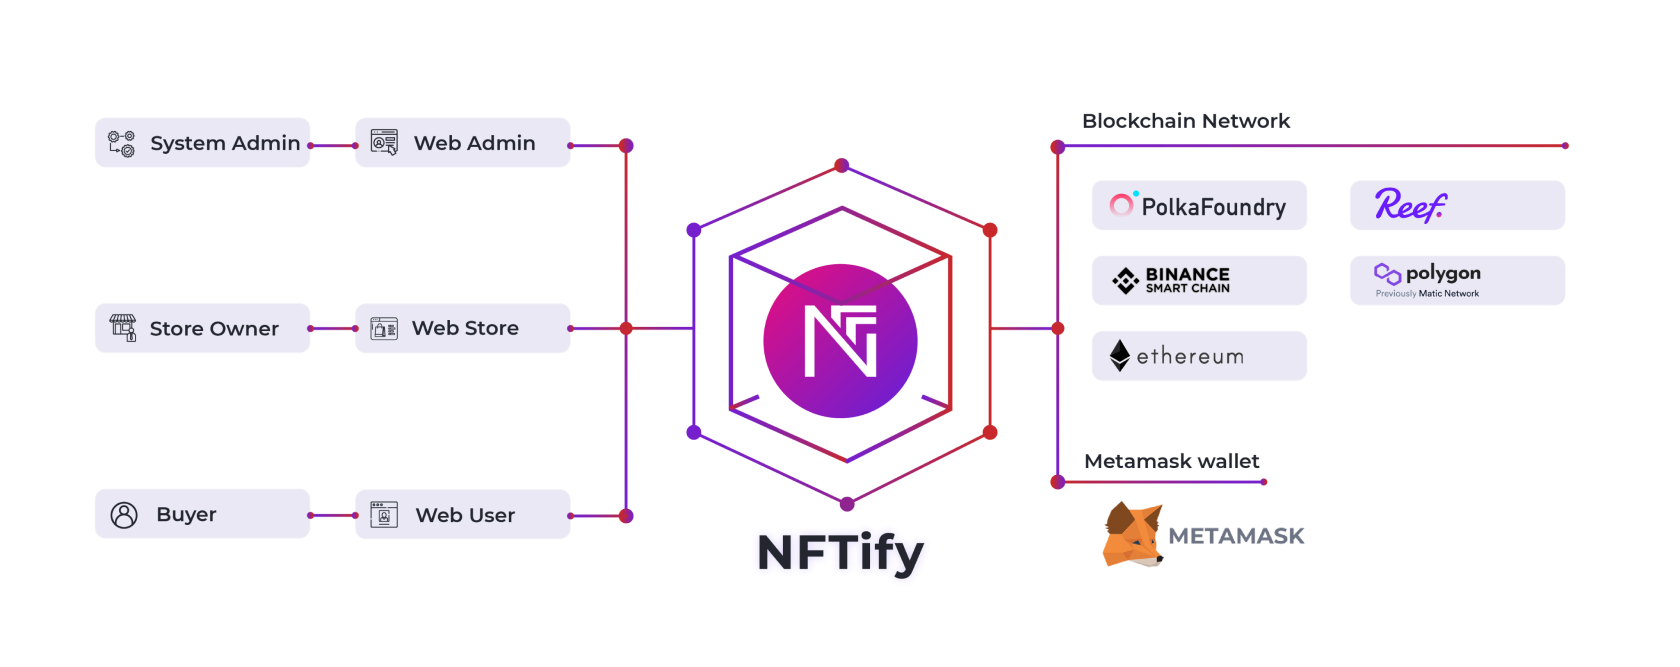 System Admin
Web Admin
Store Owner
Web Store
Buyer
Web User
N
NFTify
Blockchain Network
PolkaFoundry
Reef.
BINANCE
SMART CHAIN
polygon
Previously Matic Network
ethereum
Metamask wallet
METAMASK